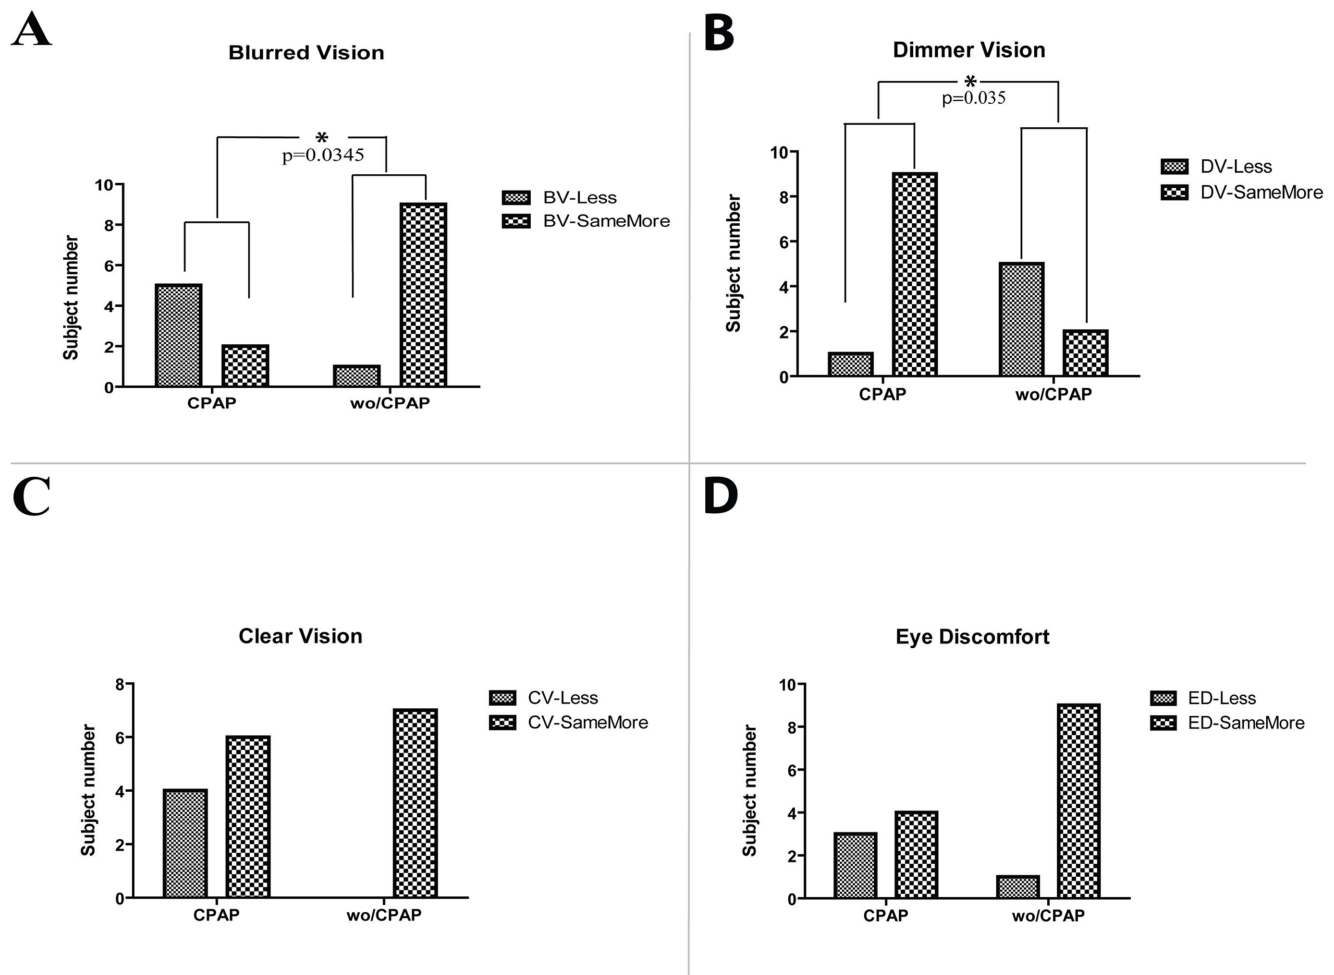 A
Blurred Vision
*
p=0.0345
BV-Less
BV-SameMore
Subject number
10
8
6
4
2
0
CPAP
wo/CPAP
B
Dimmer Vision
*
p=0.035
DV-Less
DV-SameMore
Subject number
10
8
6
4
2
0
CPAP
wo/CPAP
C
Clear Vision
CV-Less
CV-SameMore
Subject number
8
6
4
2
0
CPAP
wo/CPAP
D
Eye Discomfort
ED-Less
ED-SameMore
Subject number
10
8
6
4
2
0
CPAP
wo/CPAP